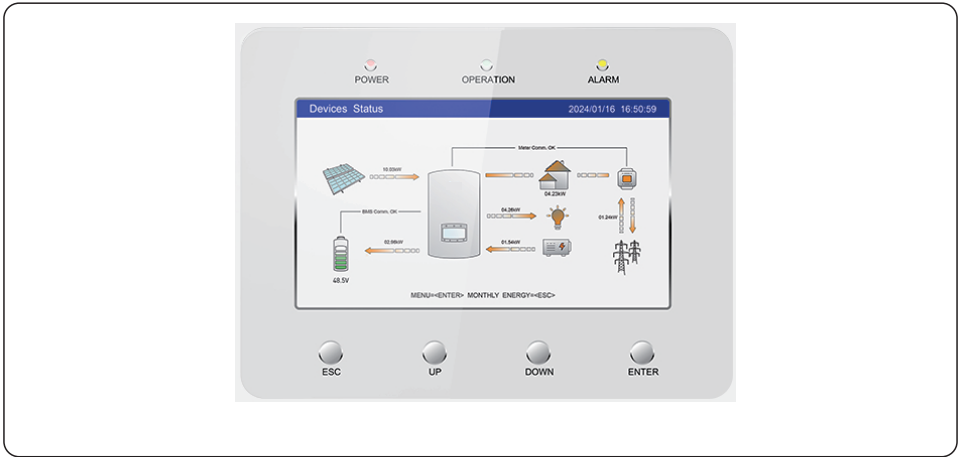 POWER
OPERATION
ALARM
Devices Status
2024/01/16 16:50:59
Meter Comm. OK
10.03kW
04.23kW
BMS Comm. OK
04.38kW
01.24kW
02.66kW
01.54kW
48.5V
MENU=<ENTER> MONTHLY ENERGY=<ESC>
ESC
UP
DOWN
ENTER